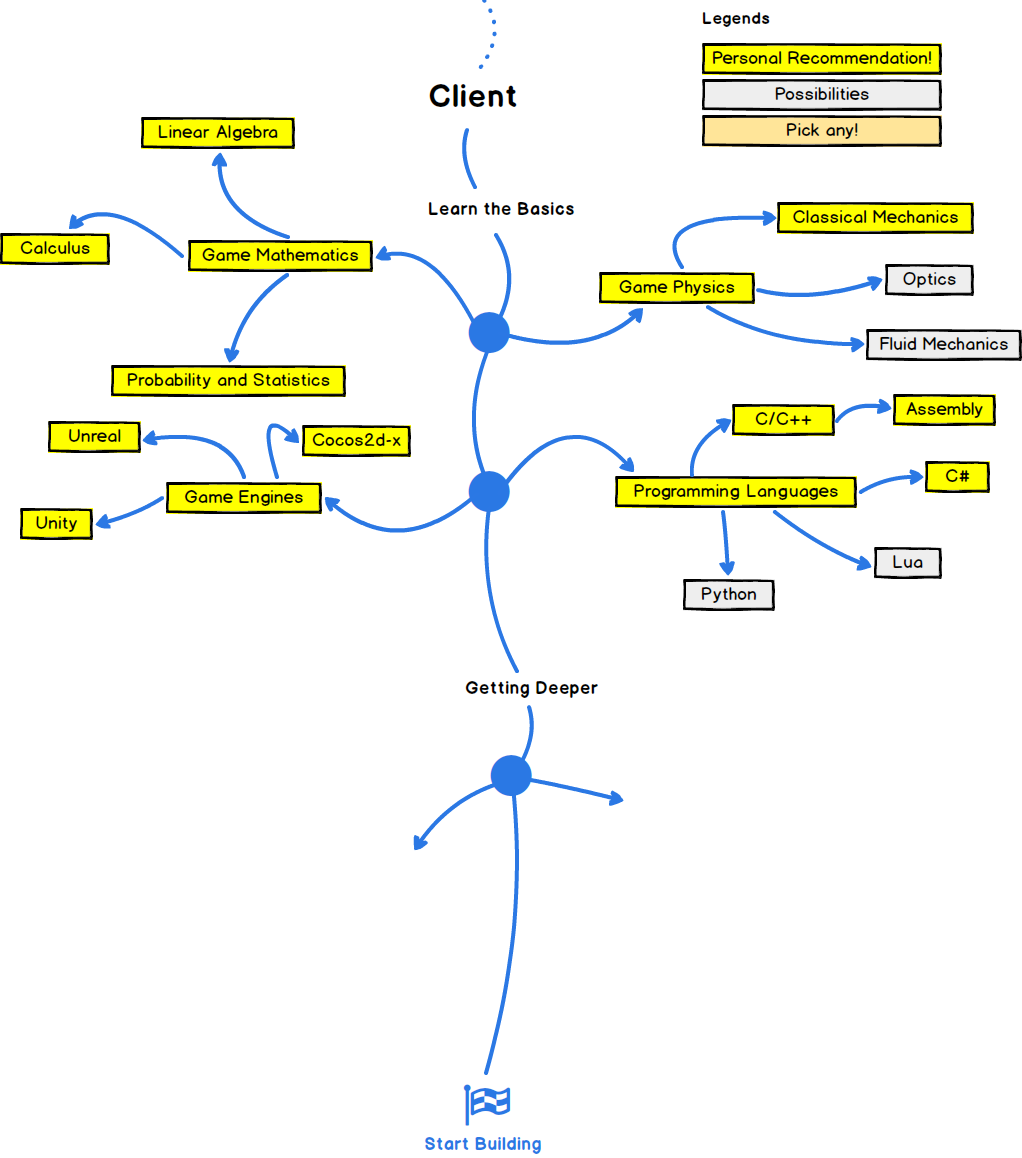 Legends
Personal Recommendation!
Possibilities
Pick any!
Client
Linear Algebra
Learn the Basics
Classical Mechanics
Calculus
Game Mathematics
Game Physics
Optics
Fluid Mechanics
Probability and Statistics
Unreal
Cocos2d-x
C/C++
Assembly
Game Engines
Programming Languages
C#
Unity
Lua
Python
Getting Deeper
Start Building